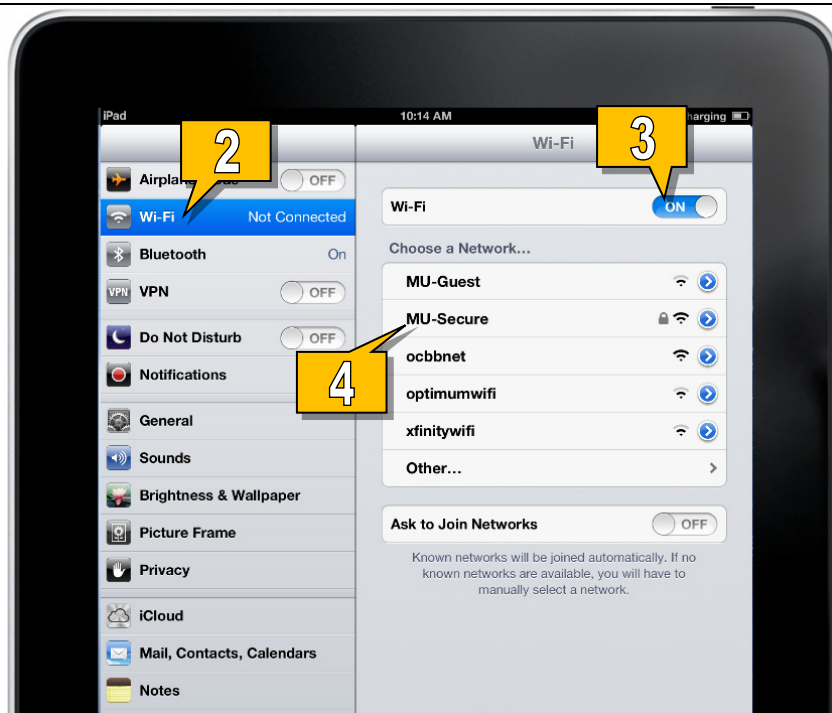 iPad 10:14 AM harging
Wi-Fi
2
3
OFF
Wi-Fi Not Connected
Bluetooth On
VPN VPN OFF
Do Not Disturb OFF
Notifications
General
Sounds
Brightness & Wallpaper
Picture Frame
Privacy
iCloud
Mail, Contacts, Calendars
Notes
Wi-Fi ON
Choose a Network...
MU-Guest
MU-Secure
4
ocbbnet
optimumwifi
xfinitywifi
Other...
Ask to Join Networks OFF
Known networks will be joined automatically. If no
known networks are available, you will have to
manually select a network.